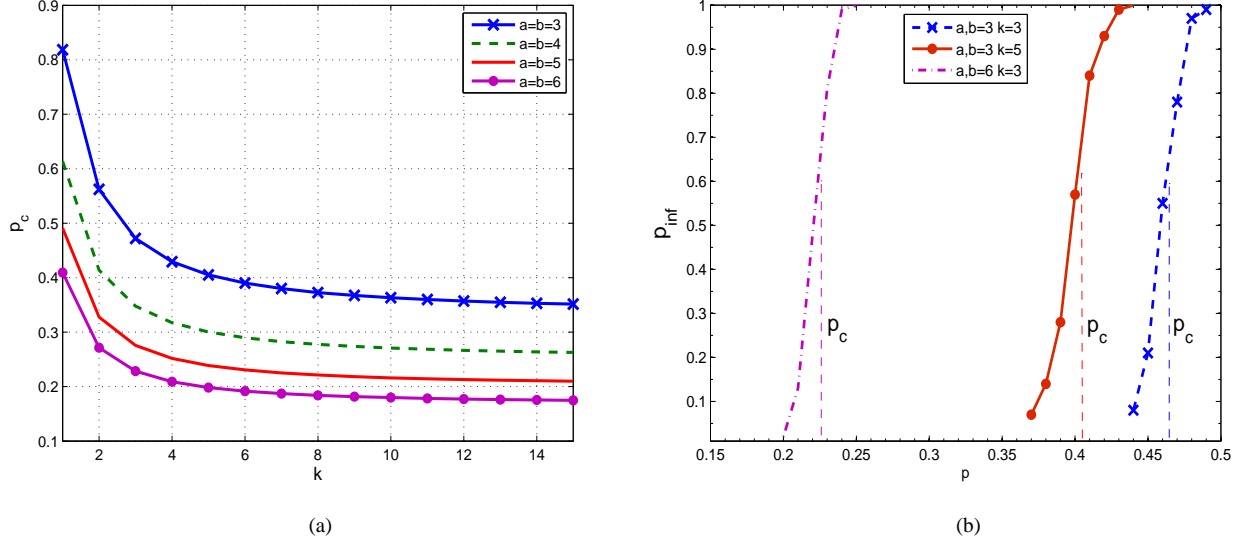 0.9
0.8
0.7
0.6
0.5
0.4
0.3
0.2
0.1
p_c
2 4 6 8 10 12 14
k
a=b=3
a=b=4
a=b=5
a=b=6
(a)
1
0.9
0.8
0.7
0.6
0.5
0.4
0.3
0.2
0.1
p_inf
0.15 0.2 0.25 0.3 0.35 0.4 0.45 0.5
p
a,b=3 k=3
a,b=3 k=5
a,b=6 k=3
p_c
p_c
p_c
(b)